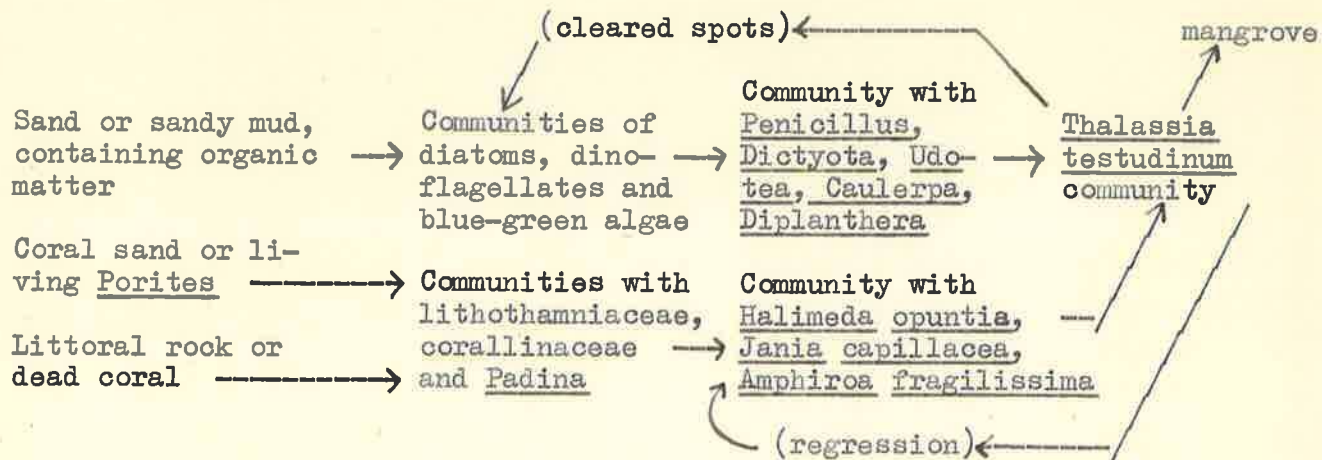 (cleared spots)
mangrove
Sand or sandy mud,
containing organic
matter
Communities of
diatoms, dino-
flagellates and
blue-green algae
Community with
Penicillus,
Dictyota, Udo-
tea, Caulerpa,
Diplanthera
Thalassia
testudinum
community
Coral sand or li-
ving Porites
Littoral rock or
dead coral
Communities with
lithothamniaceae,
corallinaceae
and Padina
Community with
Halimeda opuntia,
Jania capillacea,
Amphiroa fragilissima
(regression)